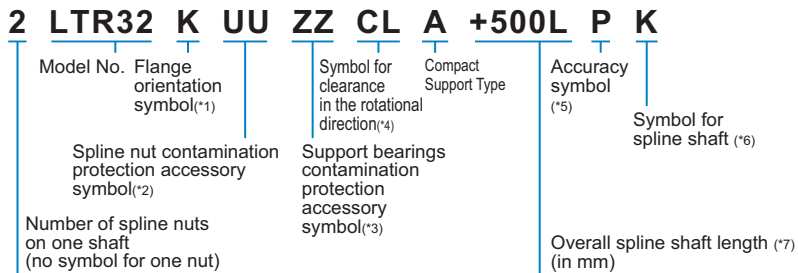 2 LTR32 K UU ZZ CL A +500L P K
Model No.
Flange
orientation
symbol(*1)
Symbol for
clearance
in the rotational
direction(*4)
Compact
Support Type
Accuracy
symbol
(*5)
Symbol for
spline shaft (*6)
Spline nut contamination
protection accessory
symbol(*2)
Support bearings
contamination
protection
accessory
symbol(*3)
Number of spline nuts
on one shaft
(no symbol for one nut)
Overall spline shaft length (*7)
(in mm)